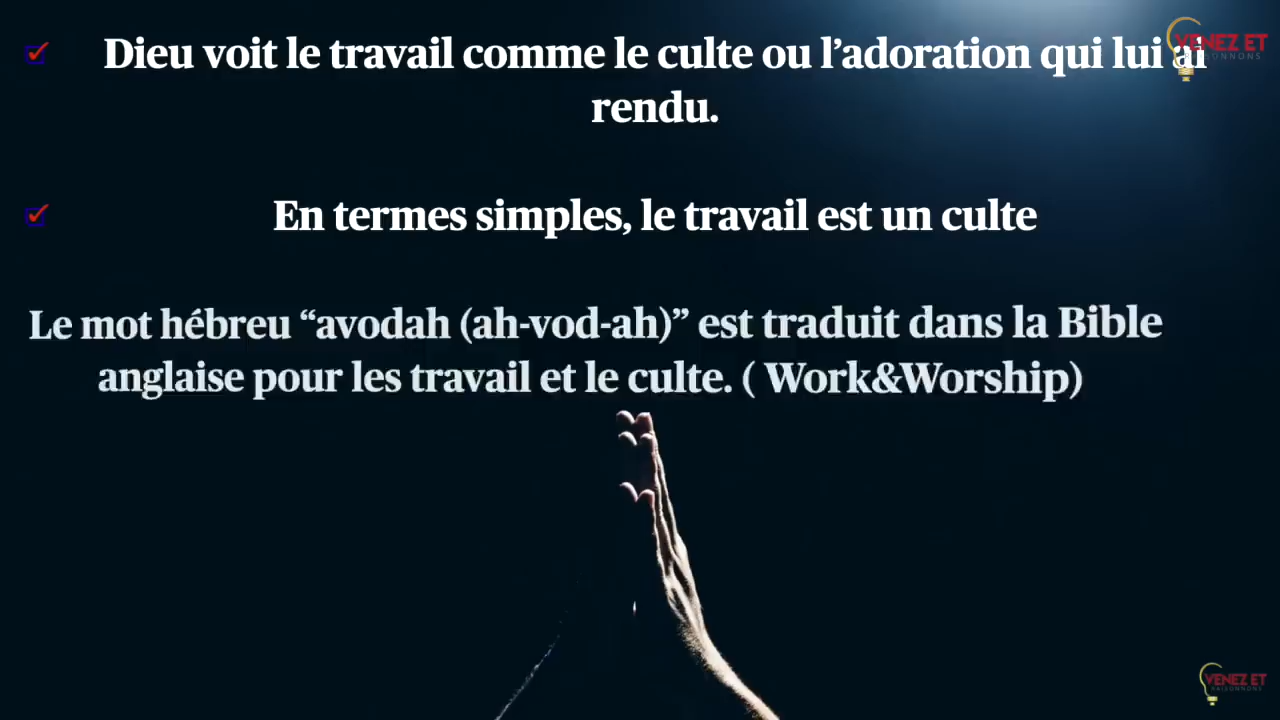 Dieu voit le travail comme le culte ou l’adoration qui lui ai
rendu.
En termes simples, le travail est un culte
Le mot hébreu “avodah (ah-vod-ah)” est traduit dans la Bible
anglaise pour les travail et le culte. ( Work&Worship)
VENEZ ET
VENEZ ET
RAISONNONS